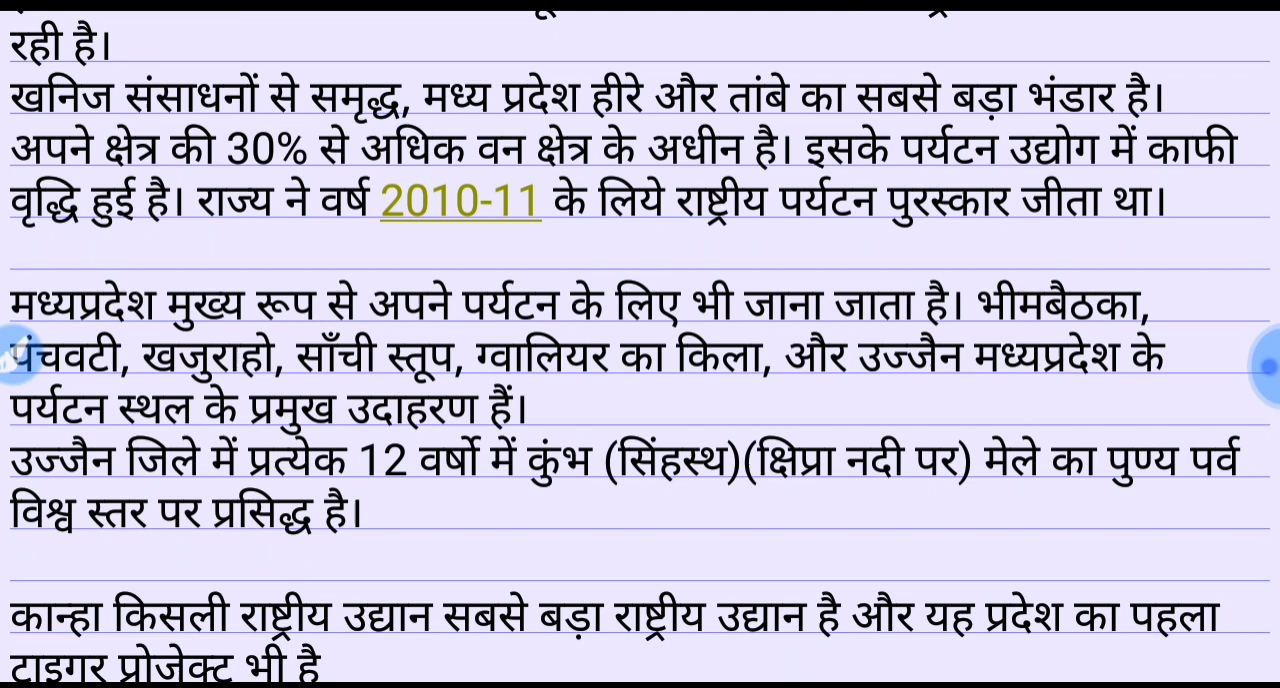 रही है।
खनिज संसाधनों से समृद्ध, मध्य प्रदेश हीरे और तांबे का सबसे बड़ा भंडार है।
अपने क्षेत्र की 30% से अधिक वन क्षेत्र के अधीन है। इसके पर्यटन उद्योग में काफी
वृद्धि हुई है। राज्य ने वर्ष 2010-11 के लिये राष्ट्रीय पर्यटन पुरस्कार जीता था।
मध्यप्रदेश मुख्य रूप से अपने पर्यटन के लिए भी जाना जाता है। भीमबैठका,
पंचवटी, खजुराहो, साँची स्तूप, ग्वालियर का किला, और उज्जैन मध्यप्रदेश के
पर्यटन स्थल के प्रमुख उदाहरण हैं।
उज्जैन जिले में प्रत्येक 12 वर्षो में कुंभ (सिंहस्थ)(क्षिप्रा नदी पर) मेले का पुण्य पर्व
विश्व स्तर पर प्रसिद्ध है।
कान्हा किसली राष्ट्रीय उद्यान सबसे बड़ा राष्ट्रीय उद्यान है और यह प्रदेश का पहला
टाइगर प्रोजेक्ट भी है